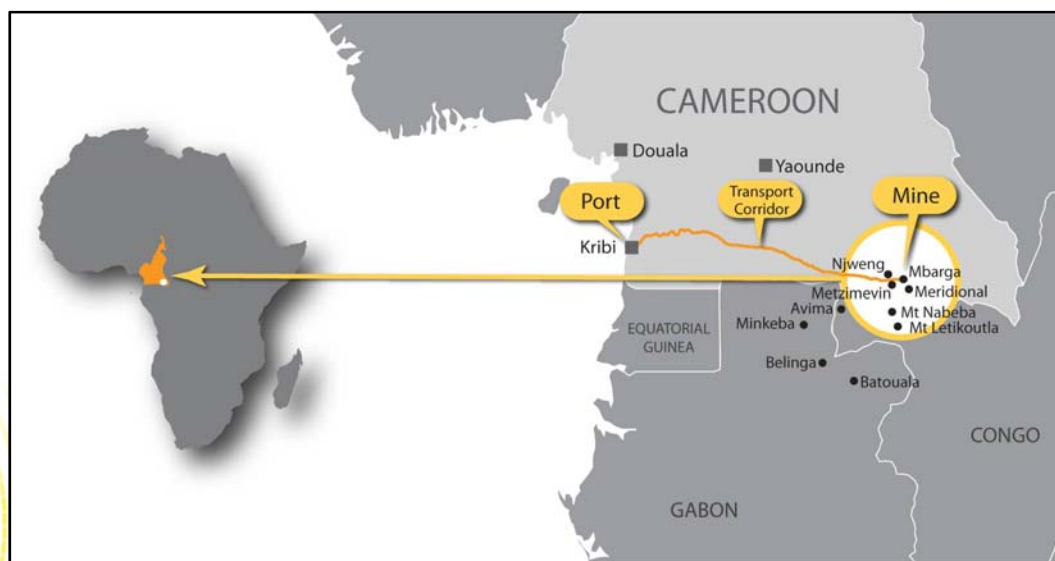 CAMEROON
Douala
Yaounde
Port
Transport
Corridor
Mine
Kribi
Njweng
Mbarga
Metzimevin
Meridional
Avima
Mt Nabeba
Minkeba
Mt Letikoutla
EQUATORIAL
GUINEA
Belinga
Batouala
CONGO
GABON